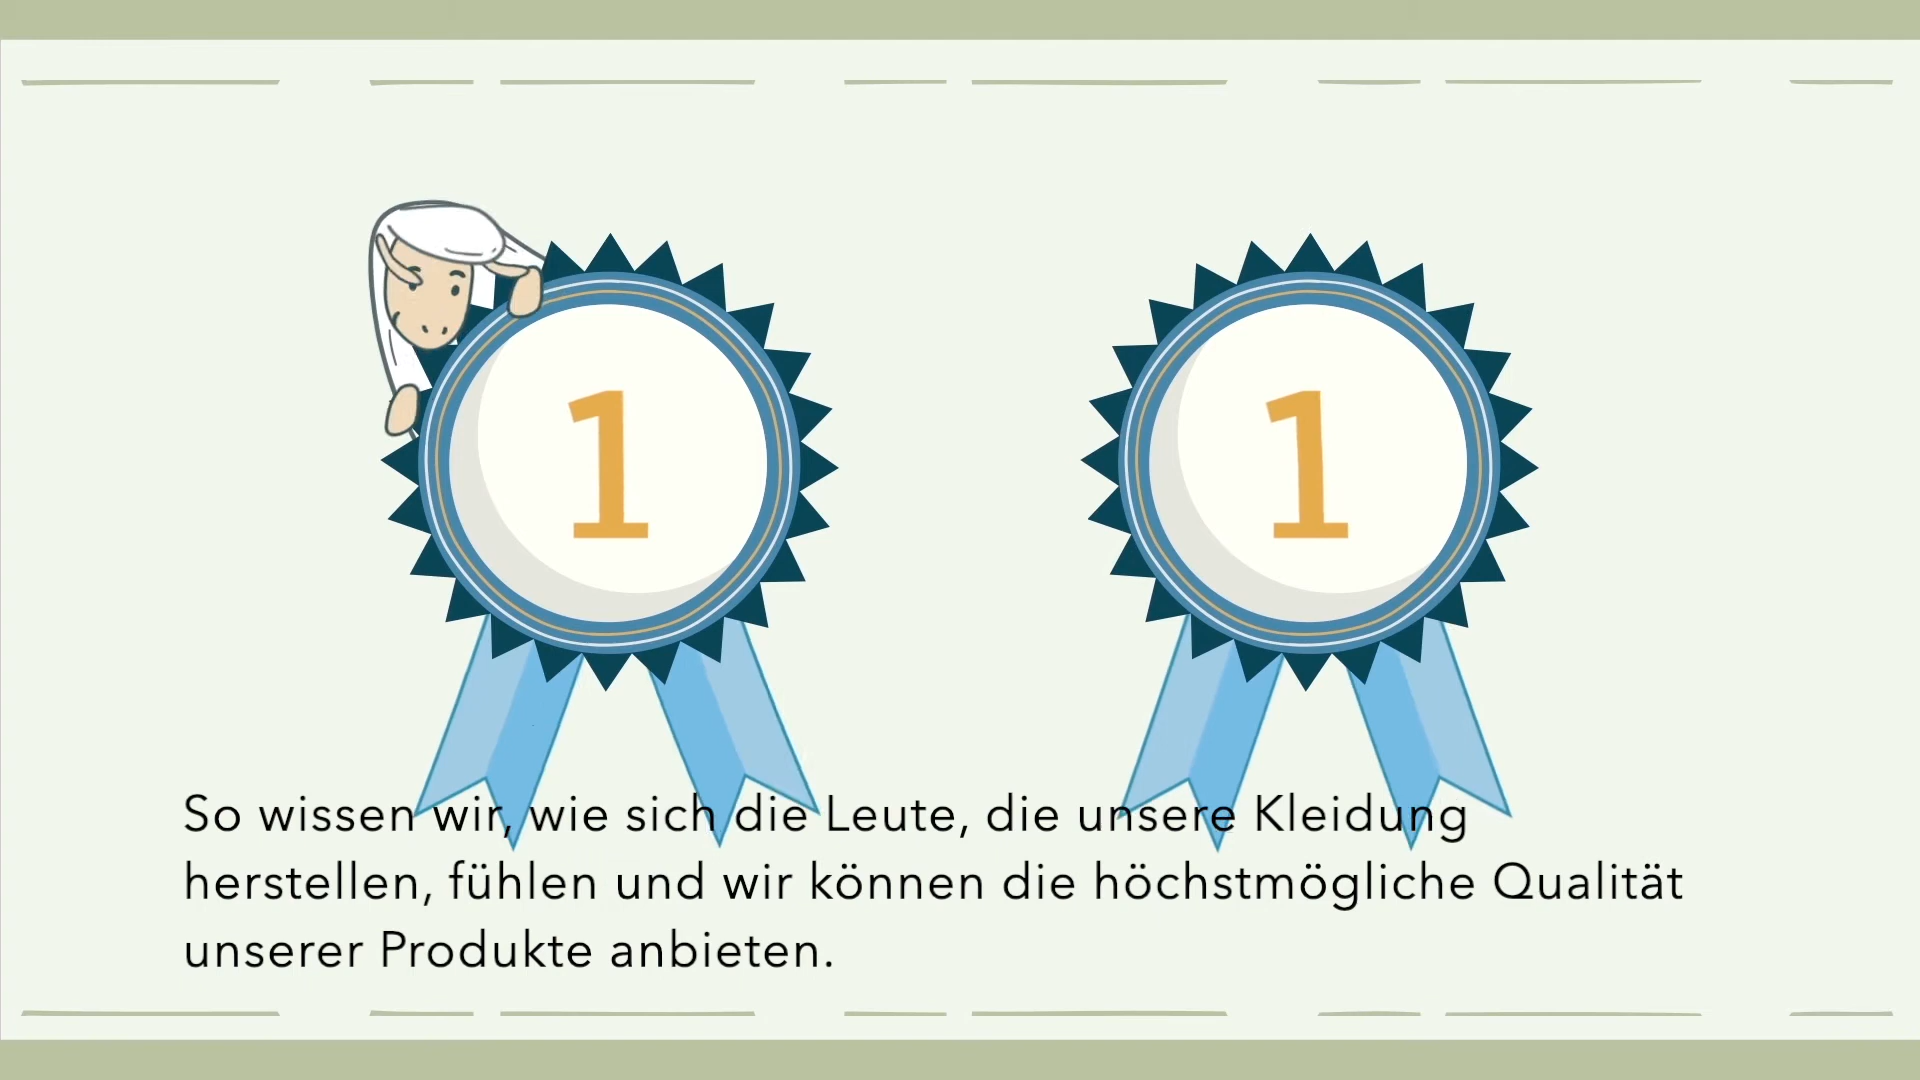 1 1
So wissen wir, wie sich die Leute, die unsere Kleidung
herstellen, fühlen und wir können die höchstmögliche Qualität
unserer Produkte anbieten.